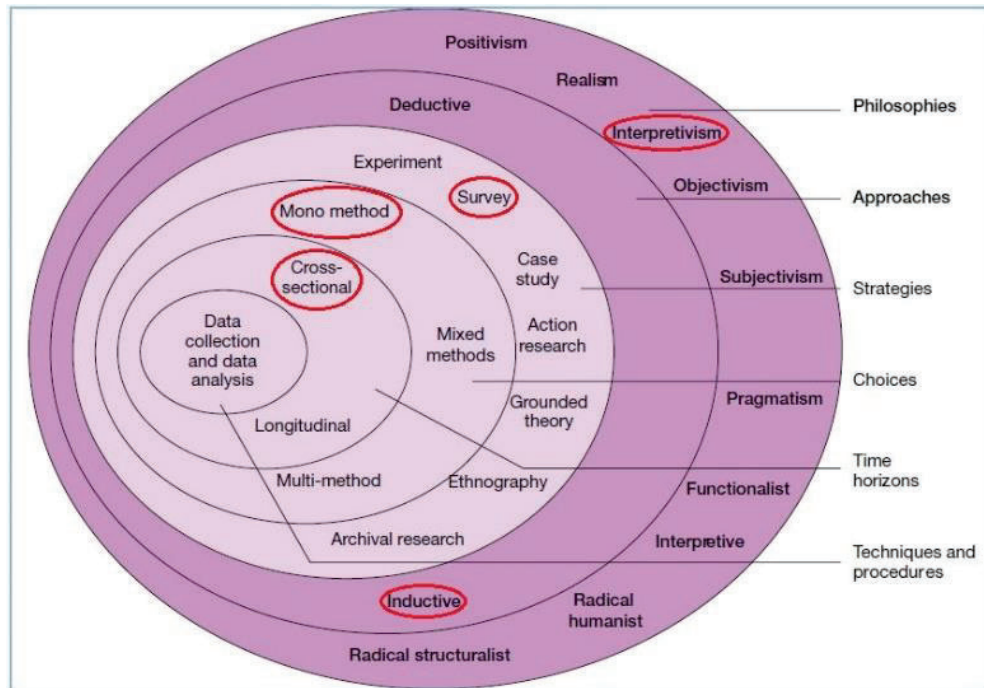 Positivism
Realism
Deductive
Philosophies
Interpretivism
Experiment
Objectivism
Survey
Approaches
Mono method
Case
study
Cross-
sectional
Subjectivism
Strategies
Data
collection
and data
analysis
Mixed
methods
Action
research
Choices
Pragmatism
Grounded
theory
Longitudinal
Time
horizons
Multi-method
Ethnography
Functionalist
Archival research
Interpretive
Techniques and
procedures
Inductive
Radical
humanist
Radical structuralist